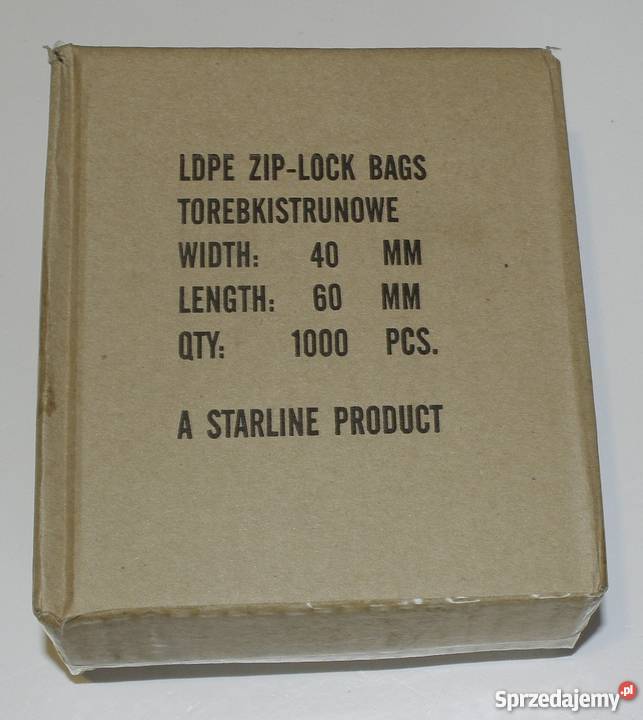 LDPE ZIP-LOCK BAGS
TOREBKISTRUNOWE
WIDTH: 40 MM
LENGTH: 60 MM
QTY: 1000 PCS.
A STARLINE PRODUCT
Sprzedajemy.pl